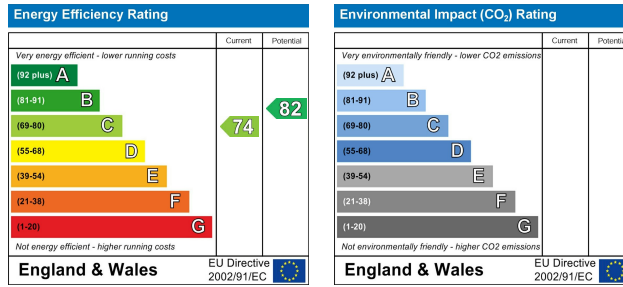 Energy Efficiency Rating
Current Potential
Very energy efficient - lower running costs
(92 plus) A
(81-91) B
(69-80) C
(55-68) D
(39-54) E
(21-38) F
(1-20) G
82
74
Not energy efficient - higher running costs
England & Wales
EU Directive
2002/91/EC
Environmental Impact (CO₂) Rating
Current Potential
Very environmentally friendly - lower CO2 emissions
(92 plus) A
(81-91) B
(69-80) C
(55-68) D
(39-54) E
(21-38) F
(1-20) G
Not environmentally friendly - higher CO2 emissions
England & Wales
EU Directive
2002/91/EC